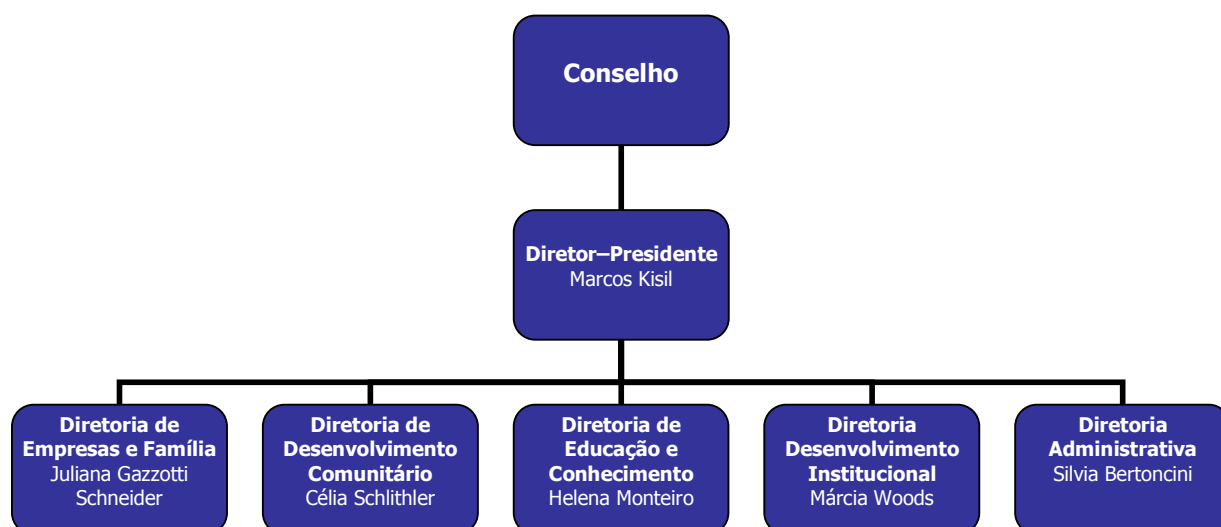 Conselho
Diretor–Presidente
Marcos Kisil
Diretoria de
Empresas e Família
Juliana Gazzotti
Schneider
Diretoria de
Desenvolvimento
Comunitário
Célia Schlithler
Diretoria de
Educação e
Conhecimento
Helena Monteiro
Diretoria
Desenvolvimento
Institucional
Márcia Woods
Diretoria
Administrativa
Silvia Bertoncini